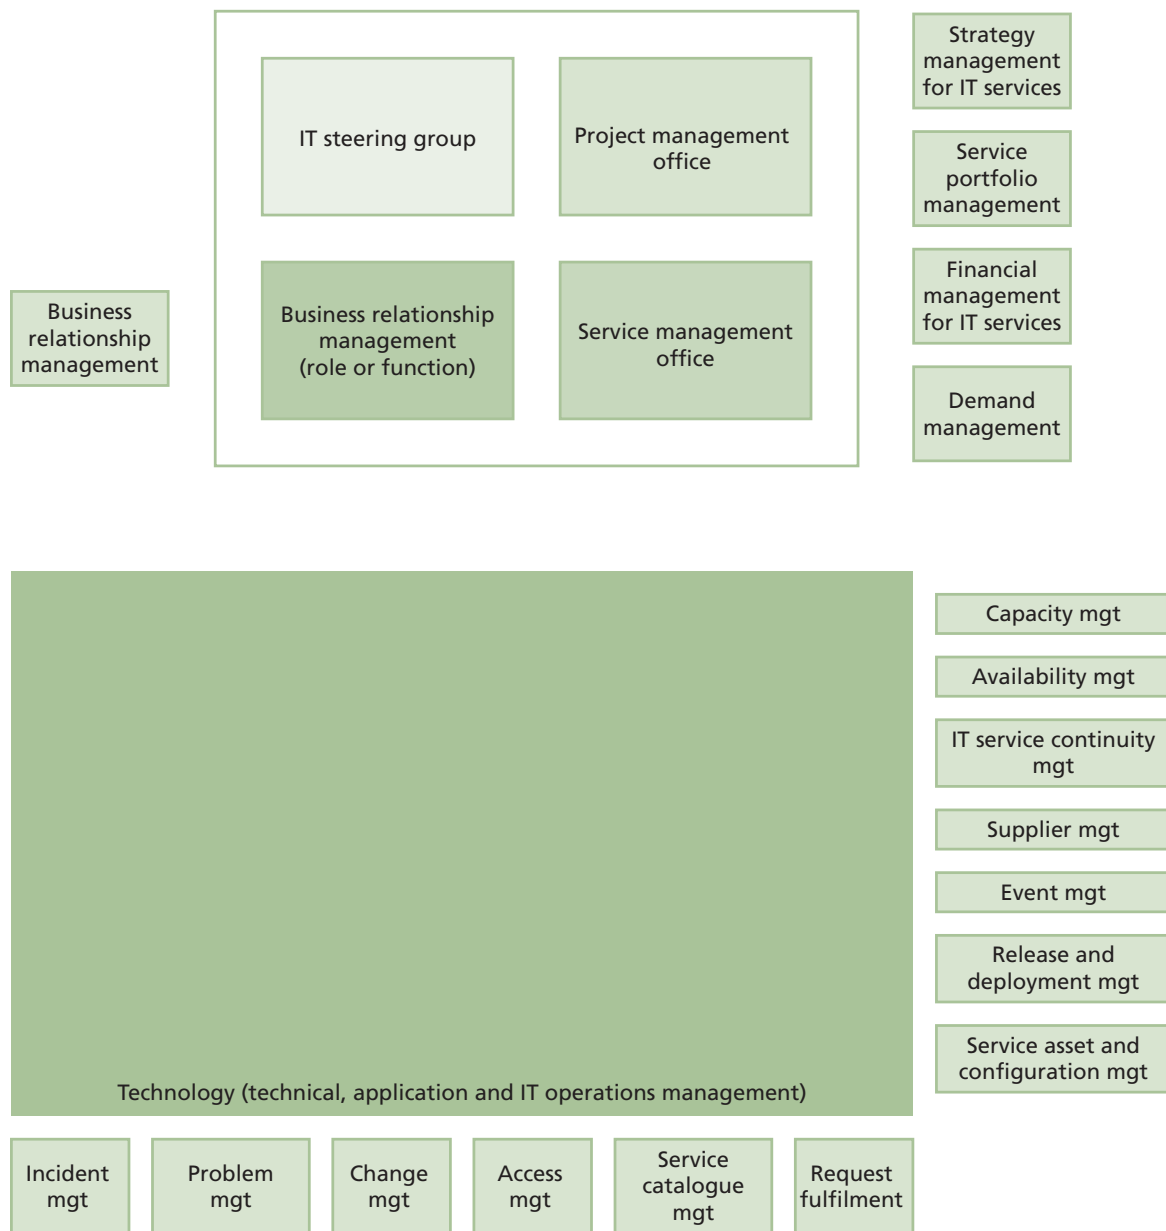 IT steering group
Project management
office
Business relationship
management
(role or function)
Service management
office
Business
relationship
management
Strategy
management
for IT services
Service
portfolio
management
Financial
management
for IT services
Demand
management
Technology (technical, application and IT operations management)
Capacity mgt
Availability mgt
IT service continuity
mgt
Supplier mgt
Event mgt
Release and
deployment mgt
Service asset and
configuration mgt
Incident
mgt
Problem
mgt
Change
mgt
Access
mgt
Service
catalogue
mgt
Request
fulfilment